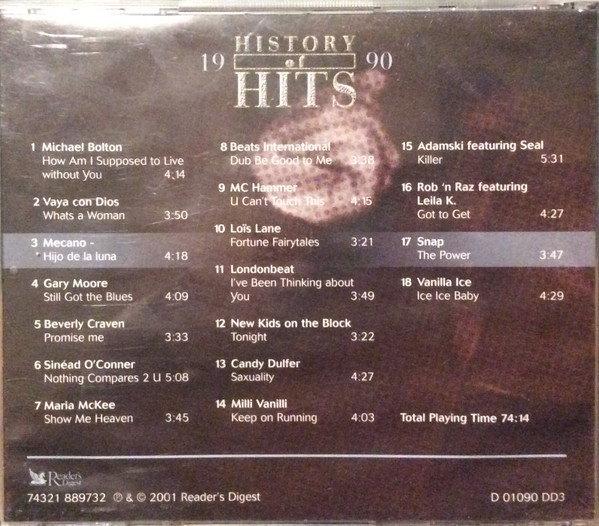 HISTORY
19 of 90
HITS
1 Michael Bolton
How Am I Supposed to Live
without You 4:14
2 Vaya con Dios
Whats a Woman 3:50
3 Mecano -
Hijo de la luna 4:18
4 Gary Moore
Still Got the Blues 4:09
5 Beverly Craven
Promise me 3:33
6 Sinéad O'Conner
Nothing Compares 2 U 5:08
7 Maria McKee
Show Me Heaven 3:45
8 Beats International
Dub Be Good to Me 3:38
9 MC Hammer
U Can't Touch This 4:15
10 Loïs Lane
Fortune Fairytales 3:21
11 Londonbeat
I've Been Thinking about
You 3:49
12 New Kids on the Block
Tonight 3:22
13 Candy Dulfer
Saxuality 4:27
14 Milli Vanilli
Keep on Running 4:03
15 Adamski featuring Seal
Killer 5:31
16 Rob 'n Raz featuring
Leila K.
Got to Get 4:27
17 Snap
The Power 3:47
18 Vanilla Ice
Ice Ice Baby 4:29
Total Playing Time 74:14
Reader's
Digest
74321 889732 ℗ & © 2001 Reader's Digest
D 01090 DD3